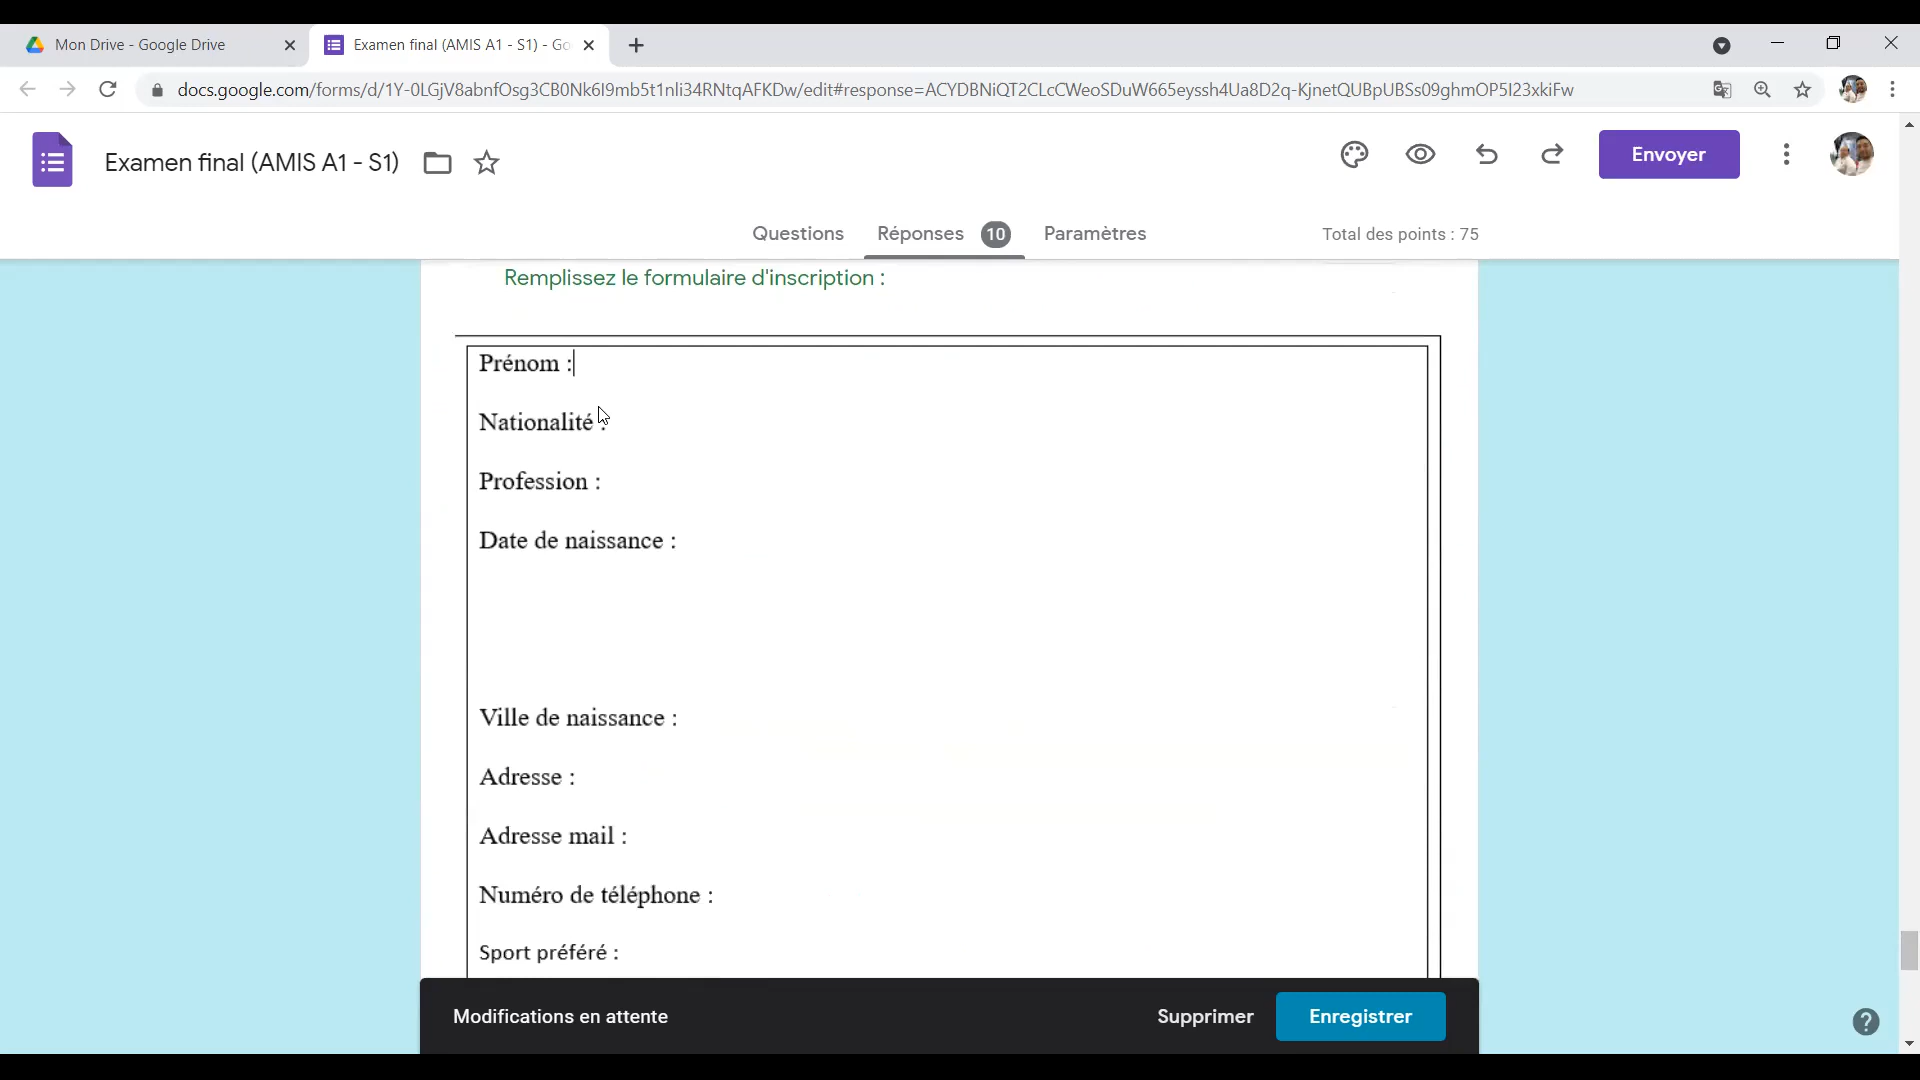 Mon Drive - Google Drive
Examen final (AMIS A1 - S1) - Go
docs.google.com/forms/d/1Y-0LGjV8abnfOsg3CB0Nk6I9mb5t1nli34RNtqAFKDw/edit#response=ACYDBNiQT2CLcCWeoSDuW665eyssh4Ua8D2q-KjnetQUBpUBSs09ghmOP5I23xkiFw
Examen final (AMIS A1 - S1)
Envoyer
Questions
Réponses 10
Paramètres
Total des points : 75
Remplissez le formulaire d'inscription :
Prénom :
Nationalité :
Profession :
Date de naissance :
Ville de naissance :
Adresse :
Adresse mail :
Numéro de téléphone :
Sport préféré :
Modifications en attente
Supprimer
Enregistrer